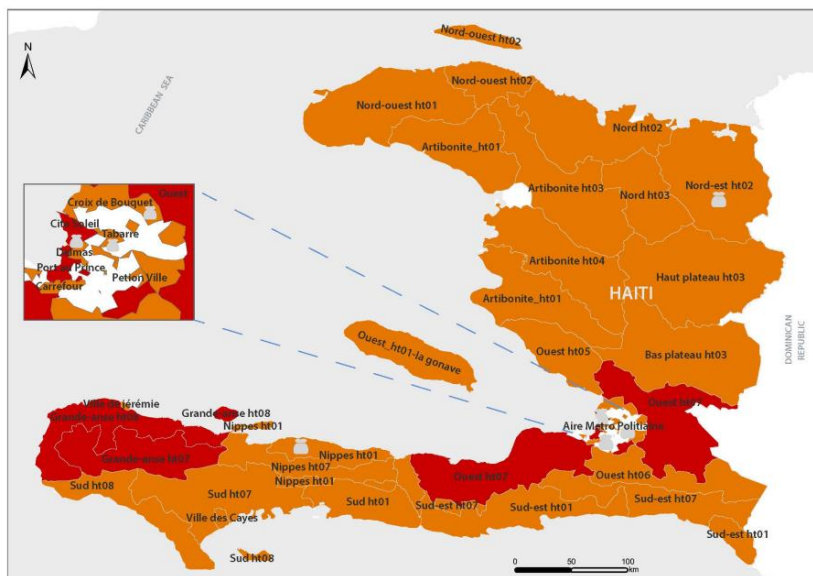 N
CARIBBEAN SEA
Nord-ouest ht02
Nord-ouest ht02
Nord-ouest ht01
Nord ht02
Artibonite_ht01
Artibonite ht03
Nord ht03
Nord-est ht02
Ouest
Croix de Bouquet
Cite Soleil
Tabarre
Delmas
Port au Prince
Petion Ville
Carrefour
Artibonite ht04
Haut plateau ht03
HAITI
Artibonite_ht01
DOMINICAN
REPUBLIC
Ouest_ht01-la gonave
Ouest ht05
Bas plateau ht03
Ouest ht07
Ville de jérémie
Grande-anse ht08
Nippes ht01
Aire Metro Politiaine
Nippes ht01
Grande-anse ht07
Nippes ht07
Nippes ht01
Ouest ht07
Ouest ht06
Sud ht08
Sud ht07
Sud ht01
Sud-est ht07
Sud-est ht01
Sud-est ht07
Ville des Cayes
Sud-est ht01
Sud ht08
0 50 100
km